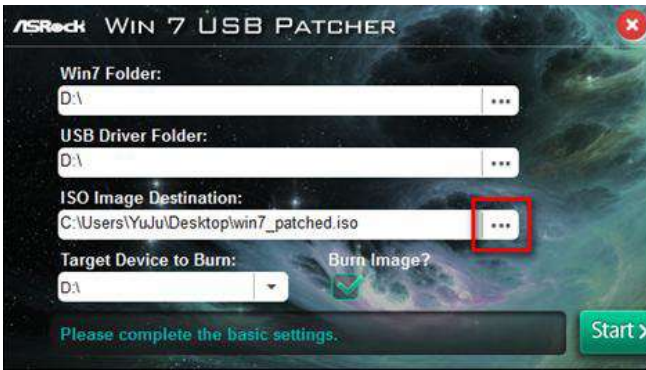 ASRock WIN 7 USB PATCHER
Win7 Folder:
D:\
USB Driver Folder:
D:\
ISO Image Destination:
C:\Users\YuJu\Desktop\win7_patched.iso
Target Device to Burn: Burn Image?
D:\
Please complete the basic settings.
Start